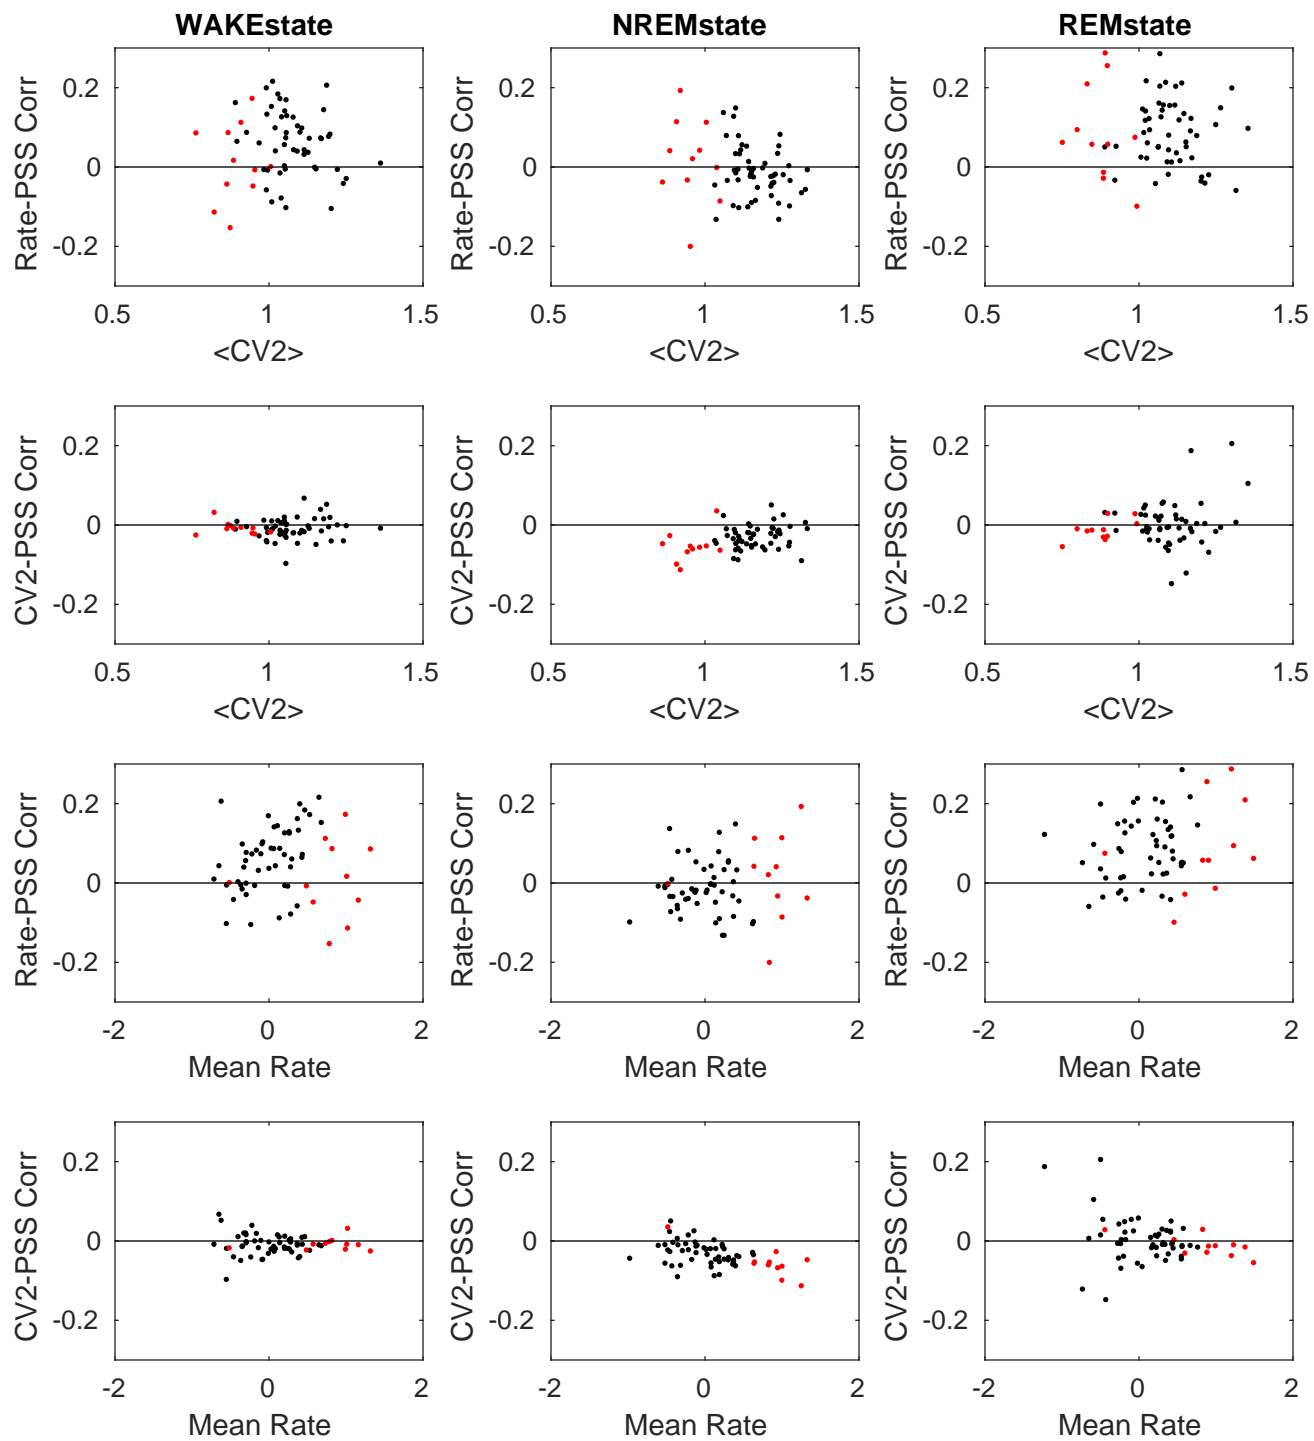 WAKEstate NREMstate REMstate
Rate-PSS Corr Rate-PSS Corr Rate-PSS Corr
0.2 0.2 0.2
0 0 0
-0.2 -0.2 -0.2
0.5 1 1.5 0.5 1 1.5 0.5 1 1.5
<CV2> <CV2> <CV2>
CV2-PSS Corr CV2-PSS Corr CV2-PSS Corr
0.2 0.2 0.2
0 0 0
-0.2 -0.2 -0.2
0.5 1 1.5 0.5 1 1.5 0.5 1 1.5
<CV2> <CV2> <CV2>
Rate-PSS Corr Rate-PSS Corr Rate-PSS Corr
0.2 0.2 0.2
0 0 0
-0.2 -0.2 -0.2
-2 0 2 -2 0 2 -2 0 2
Mean Rate Mean Rate Mean Rate
CV2-PSS Corr CV2-PSS Corr CV2-PSS Corr
0.2 0.2 0.2
0 0 0
-0.2 -0.2 -0.2
-2 0 2 -2 0 2 -2 0 2
Mean Rate Mean Rate Mean Rate